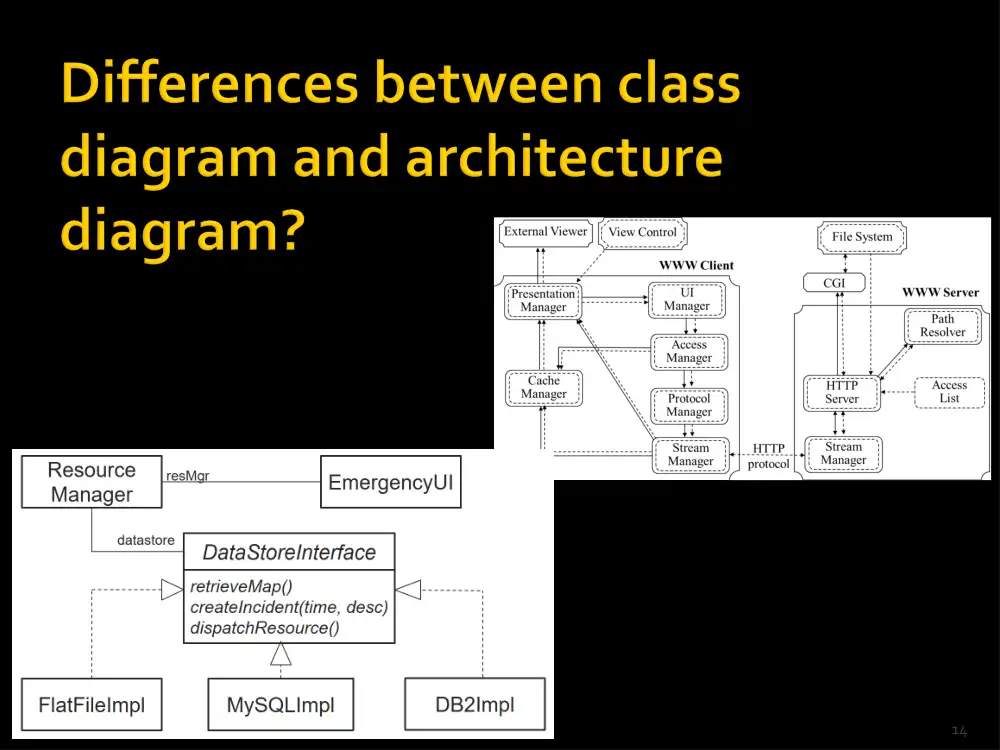 Differences between class
diagram and architecture
diagram?
External Viewer
View Control
File System
WWW Client
CGI
WWW Server
Presentation
Manager
UI
Manager
Path
Resolver
Access
Manager
Cache
Manager
HTTP
Server
Access
List
Protocol
Manager
Stream
Manager
HTTP
protocol
Stream
Manager
Resource
Manager
resMgr
EmergencyUI
datastore
DataStoreInterface
retrieveMap()
createIncident(time, desc)
dispatchResource()
FlatFileImpl
MySQLImpl
DB2Impl
14